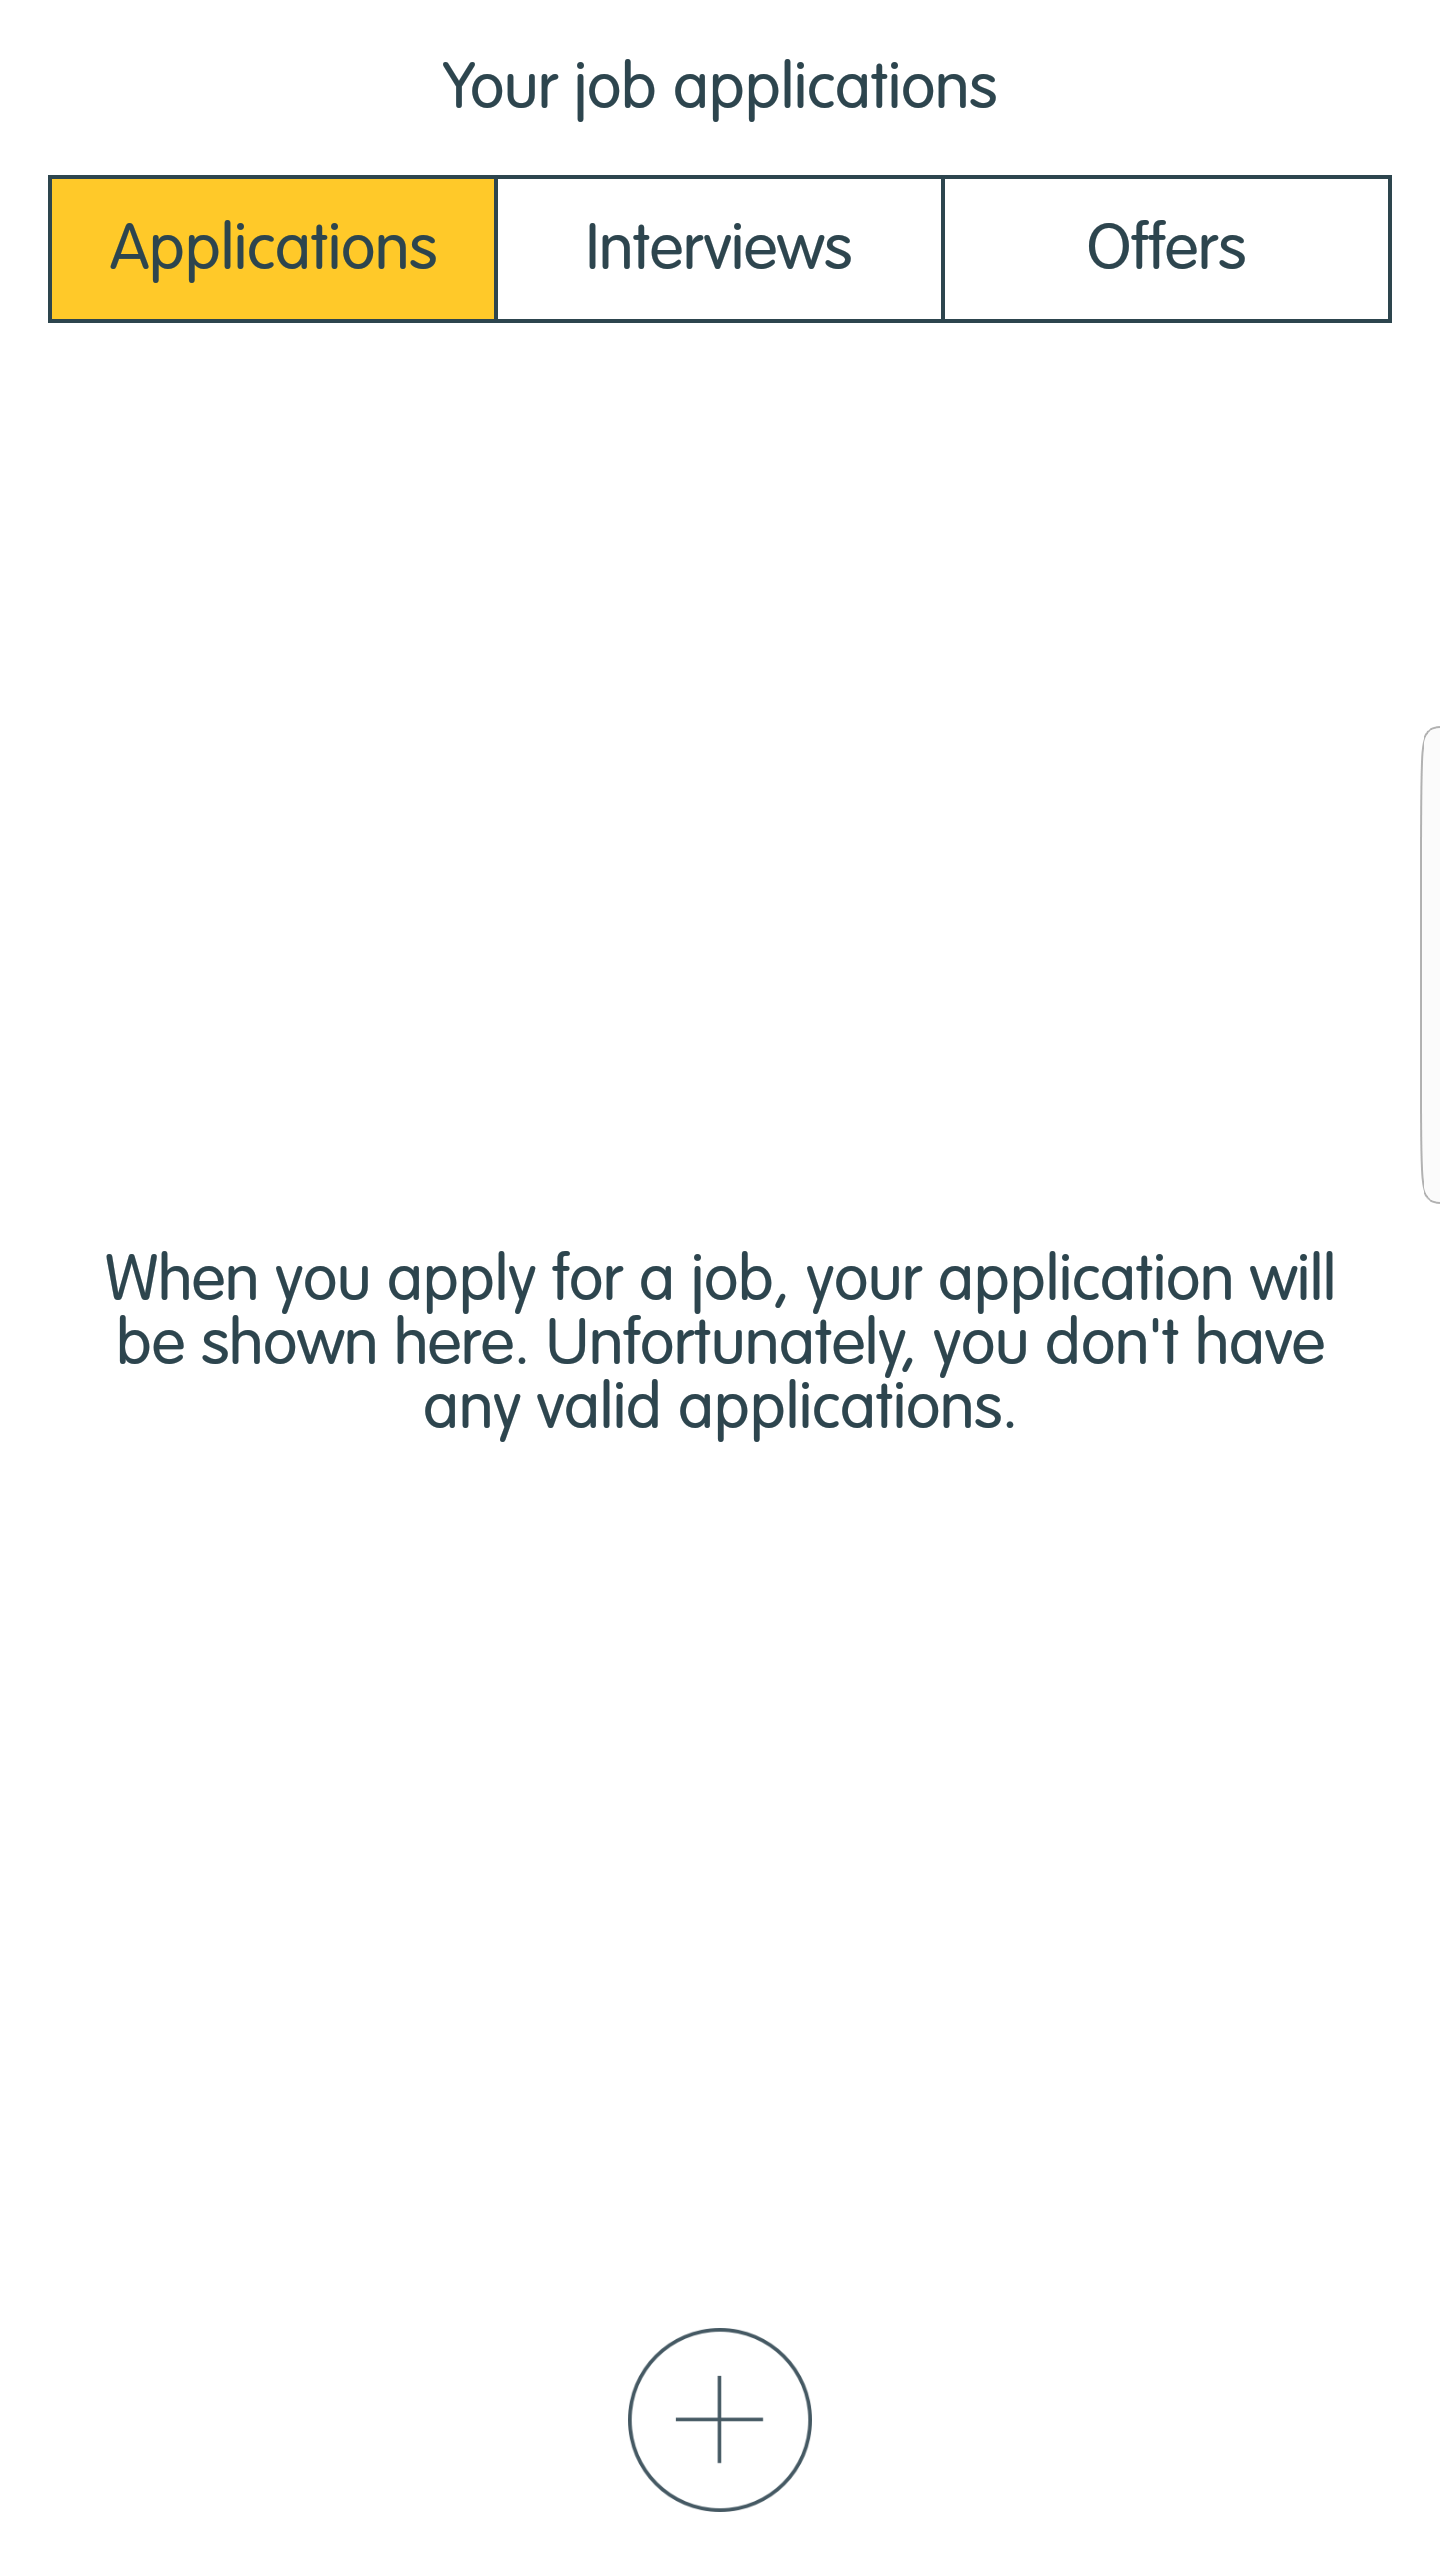 Your job applications
Applications
Interviews
Offers
When you apply for a job, your application will
be shown here. Unfortunately, you don't have
any valid applications.